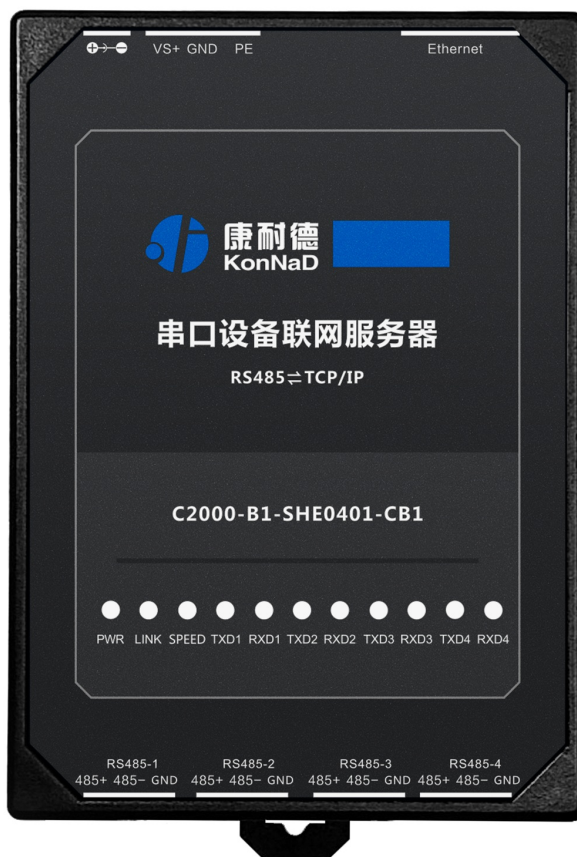 VS+ GND PE Ethernet
康耐德
KonNaD
串口设备联网服务器
RS485⇌TCP/IP
C2000-B1-SHE0401-CB1
PWR LINK SPEED TXD1 RXD1 TXD2 RXD2 TXD3 RXD3 TXD4 RXD4
RS485-1 RS485-2 RS485-3 RS485-4
485+ 485− GND 485+ 485− GND 485+ 485− GND 485+ 485− GND